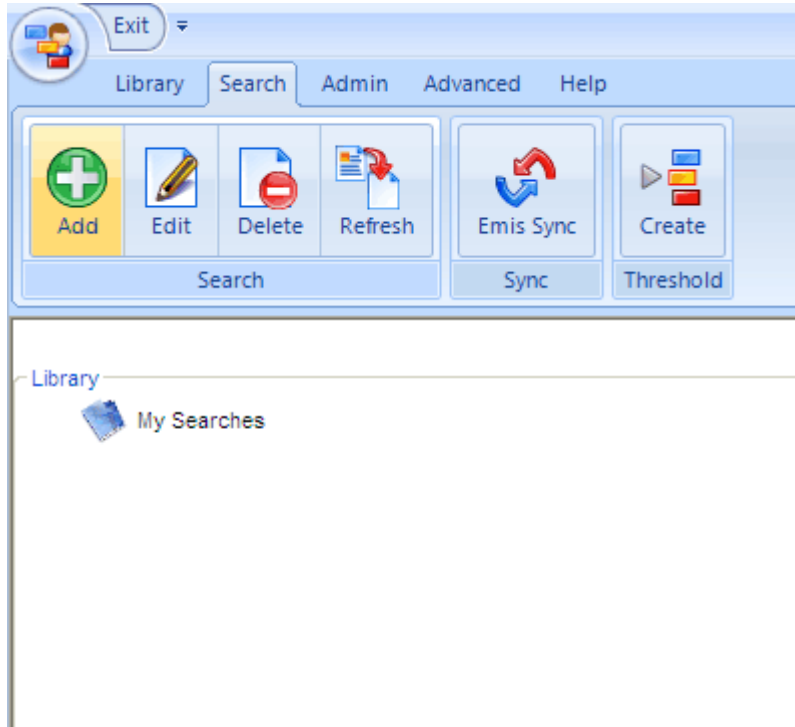 Exit
Library Search Admin Advanced Help
Add Edit Delete Refresh Emis Sync Create
Search Sync Threshold
Library
My Searches